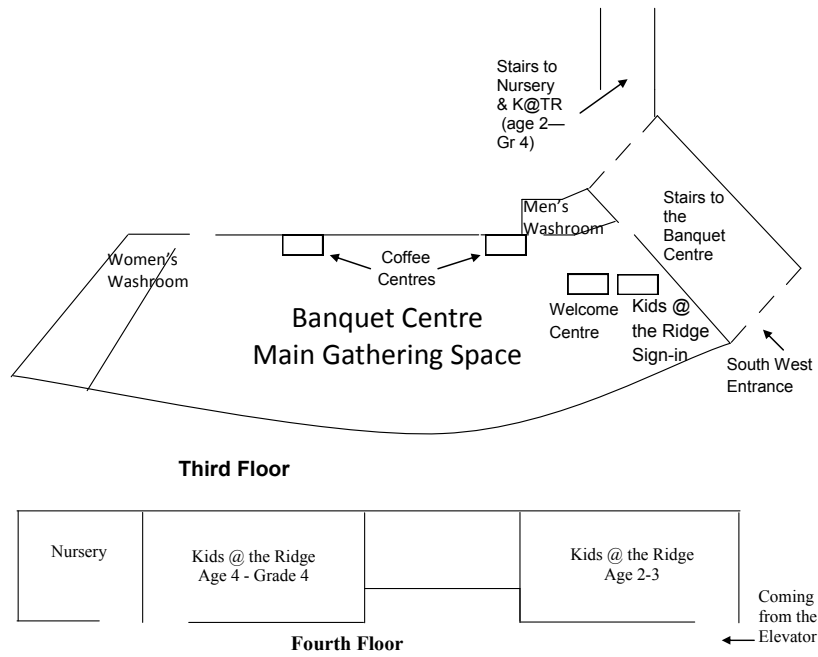 Stairs to
Nursery
& K@TR
(age 2—
Gr 4)
Men's
Washroom
Stairs to
the
Banquet
Centre
Women's
Washroom
Coffee
Centres
Banquet Centre
Main Gathering Space
Welcome
Centre
Kids @
the Ridge
Sign-in
South West
Entrance
Third Floor
Nursery
Kids @ the Ridge
Age 4 - Grade 4
Kids @ the Ridge
Age 2-3
Coming
from the
Elevator
Fourth Floor